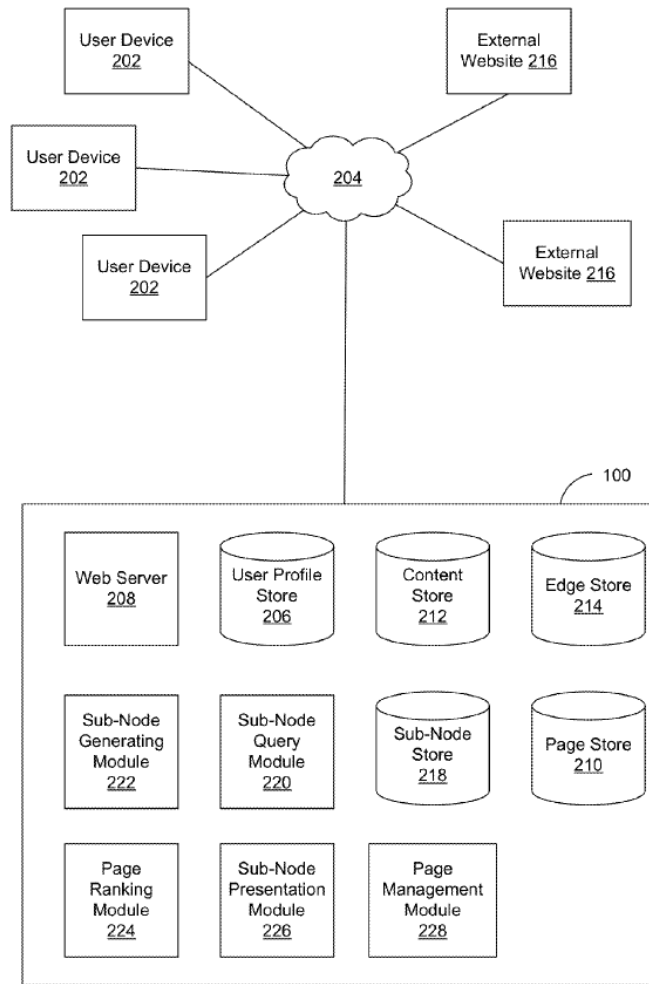 User Device
202
External
Website 216
User Device
202
204
User Device
202
External
Website 216
100
Web Server
208
User Profile
Store
206
Content
Store
212
Edge Store
214
Sub-Node
Generating
Module
222
Sub-Node
Query
Module
220
Sub-Node
Store
218
Page Store
210
Page
Ranking
Module
224
Sub-Node
Presentation
Module
226
Page
Management
Module
228